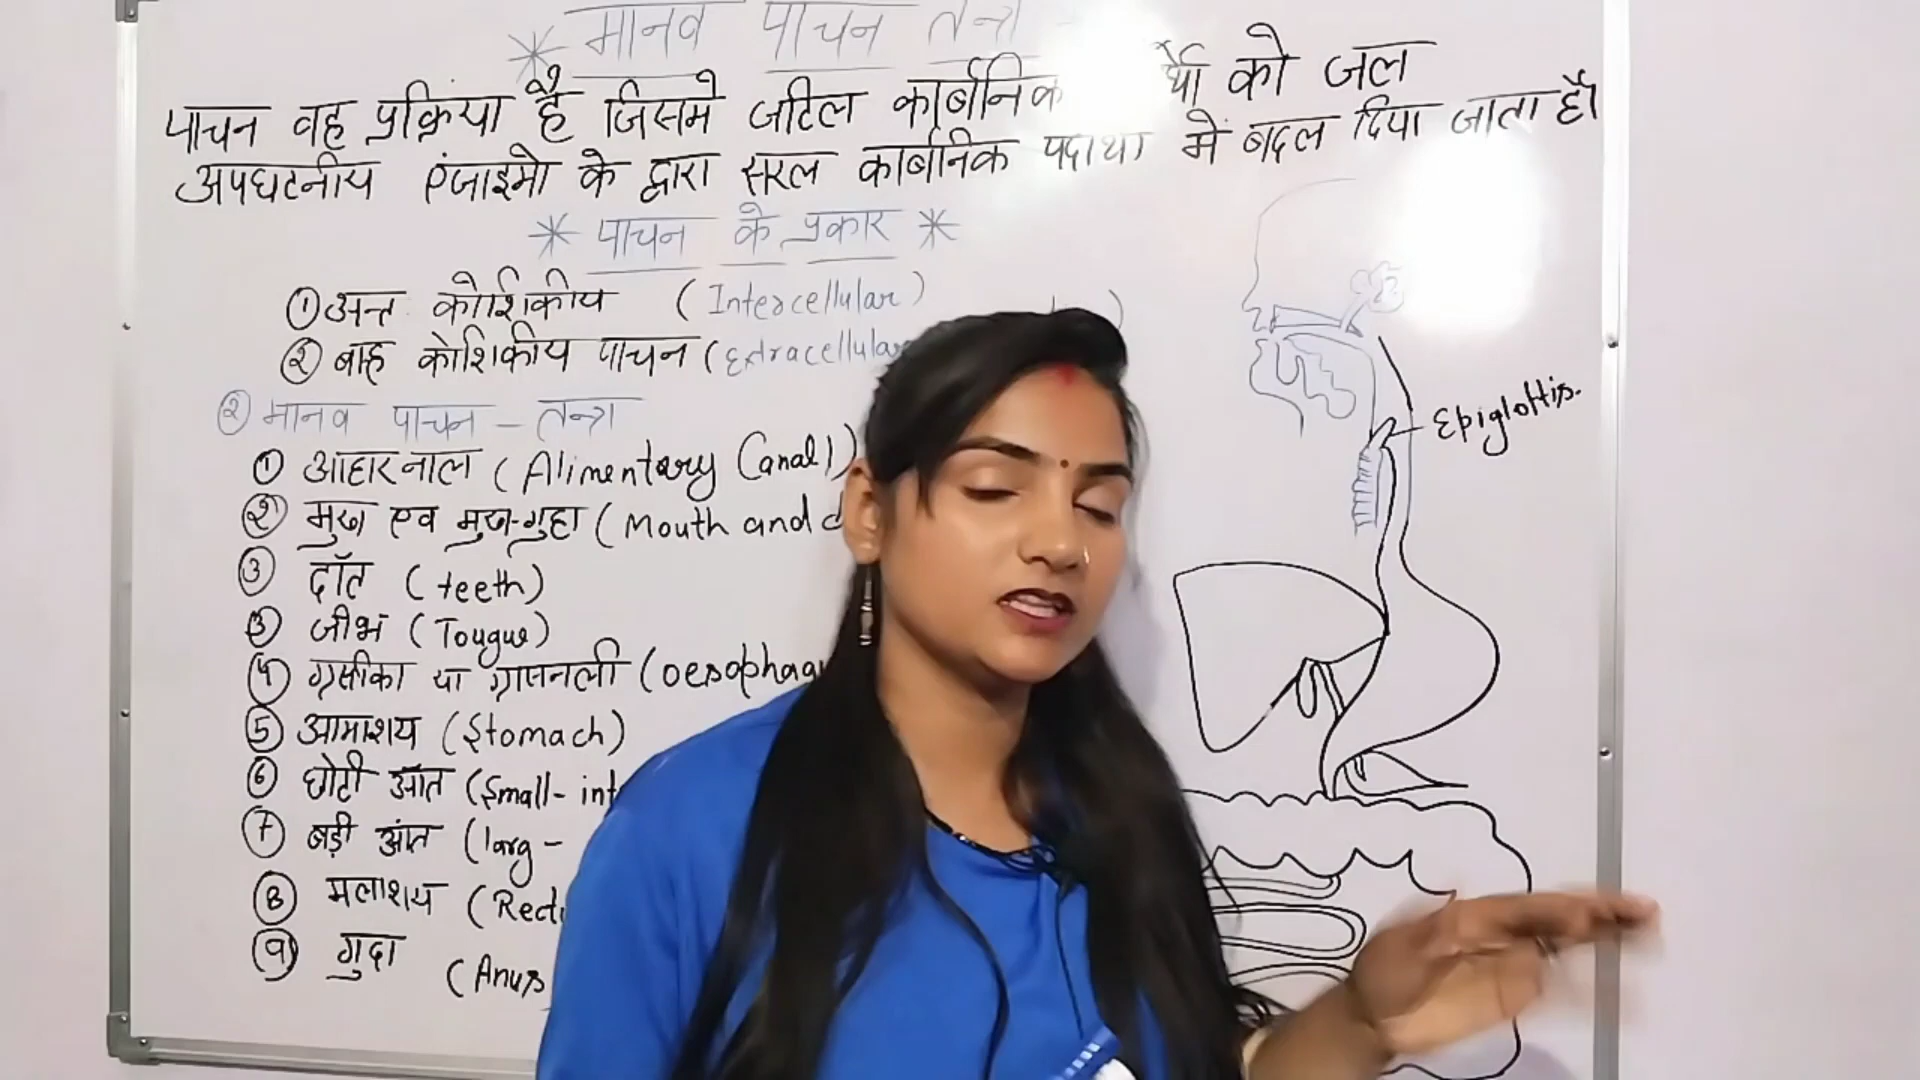 * मानव पाचन तन्त्र
पाचन वह प्रक्रिया है जिसमे जटिल कार्बनिक र्थो को जल
अपघटनीय एंजाइमो के द्वारा सरल कार्बनिक पदार्थो में बदल दिया जाता है।
* पाचन के प्रकार *
① अन्त: कोशिकीय (Intercellular)
② बाह कोशिकीय पाचन (Extracellular
② मानव पाचन - तन्त्र
① आहारनाल (Alimentary Canal)
② मुख एव मुख-गुहा (Mouth and
③ दाँत (teeth)
③ जीभ (Tougue)
④ ग्रसीका या ग्रासनली (oesophaa
⑤ आमाशय (Stomach)
⑥ छोटी आँत (Small- int
⑦ बड़ी आंत (larg-
⑧ मलाशय (Rect
⑨ गुदा (Anus
Epiglottis.